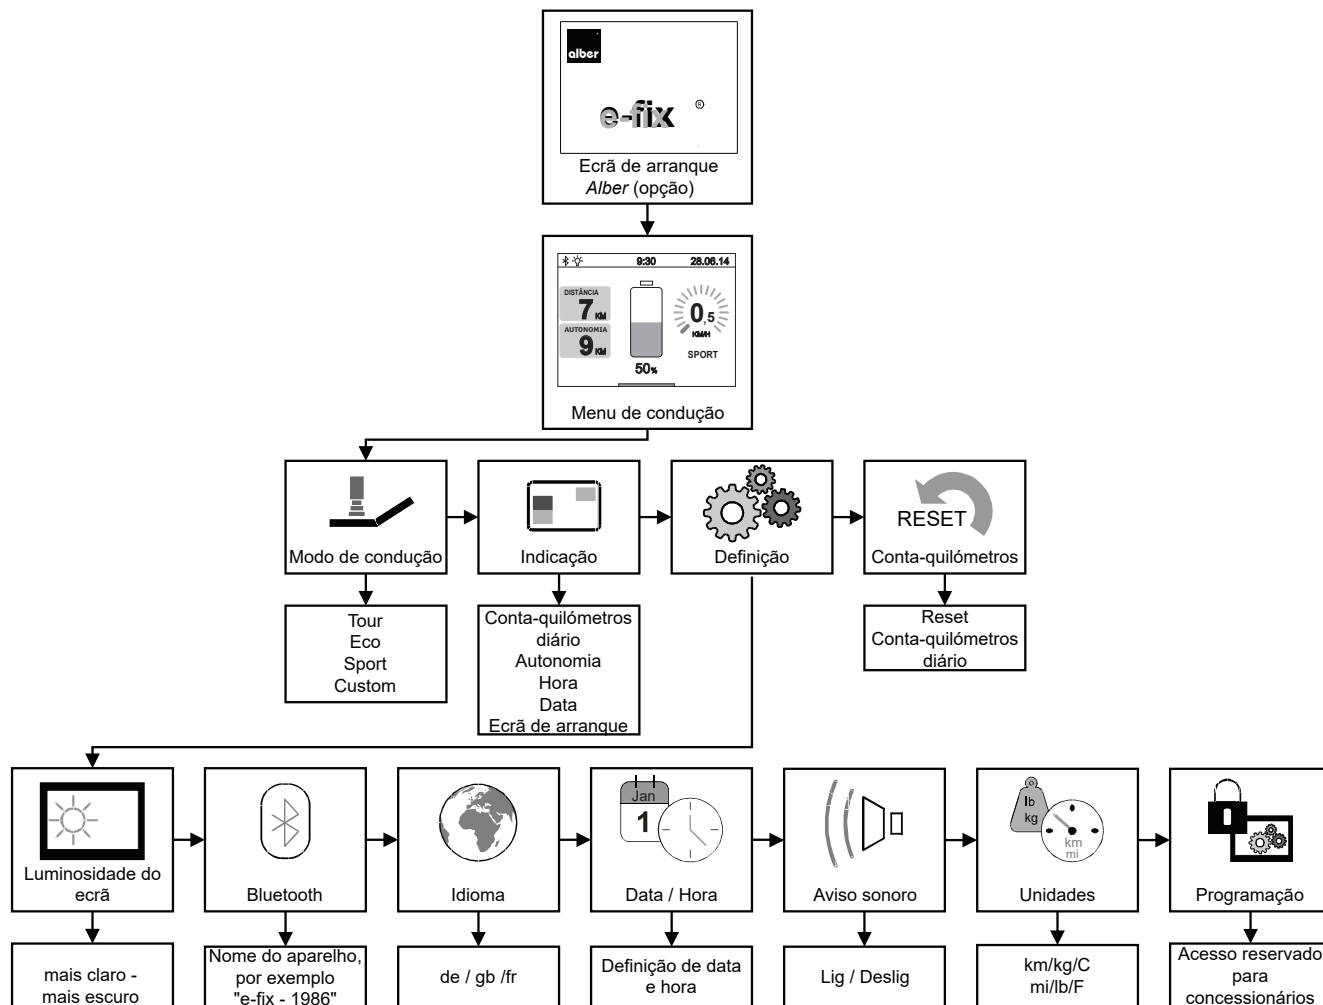 alber
e-fix ®
Ecrã de arranque
Alber (opção)
9:30 28.06.14
DISTÂNCIA
7 KM
AUTONOMIA
9 KM
50%
0,5
KM/H
SPORT
Menu de condução
Modo de condução
Indicação
Definição
RESET
Conta-quilómetros
Tour
Eco
Sport
Custom
Conta-quilómetros
diário
Autonomia
Hora
Data
Ecrã de arranque
Reset
Conta-quilómetros
diário
Luminosidade do
ecrã
Bluetooth
Idioma
Jan
1
Data / Hora
Aviso sonoro
lb
kg
km
mi
Unidades
Programação
mais claro -
mais escuro
Nome do aparelho,
por exemplo
"e-fix - 1986"
de / gb /fr
Definição de data
e hora
Lig / Deslig
km/kg/C
mi/lb/F
Acesso reservado
para
concessionários